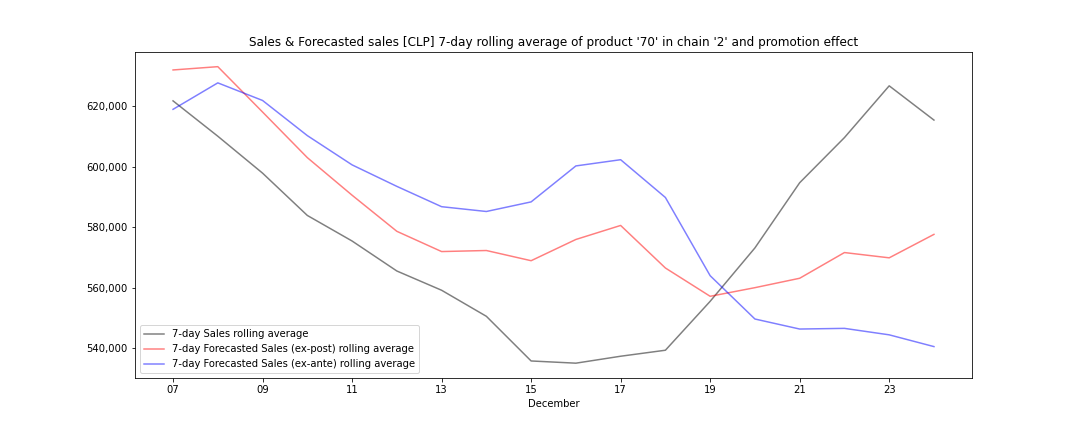 Sales & Forecasted sales [CLP] 7-day rolling average of product '70' in chain '2' and promotion effect
620,000
600,000
580,000
560,000
540,000
7-day Sales rolling average
7-day Forecasted Sales (ex-post) rolling average
7-day Forecasted Sales (ex-ante) rolling average
07 09 11 13 15 17 19 21 23
December